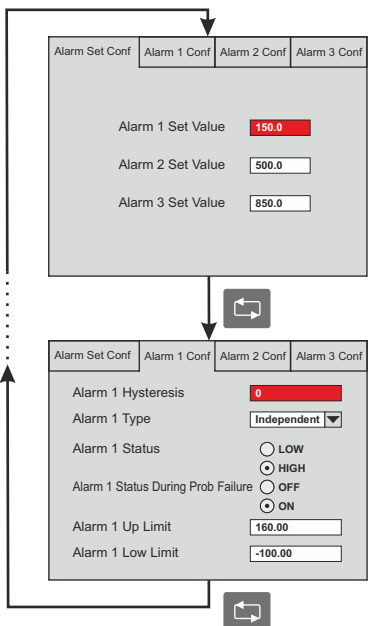 Alarm Set Conf Alarm 1 Conf Alarm 2 Conf Alarm 3 Conf
Alarm 1 Set Value 150.0
Alarm 2 Set Value 500.0
Alarm 3 Set Value 850.0
Alarm Set Conf Alarm 1 Conf Alarm 2 Conf Alarm 3 Conf
Alarm 1 Hysteresis 0
Alarm 1 Type Independent
Alarm 1 Status LOW
HIGH
Alarm 1 Status During Prob Failure OFF
ON
Alarm 1 Up Limit 160.00
Alarm 1 Low Limit -100.00